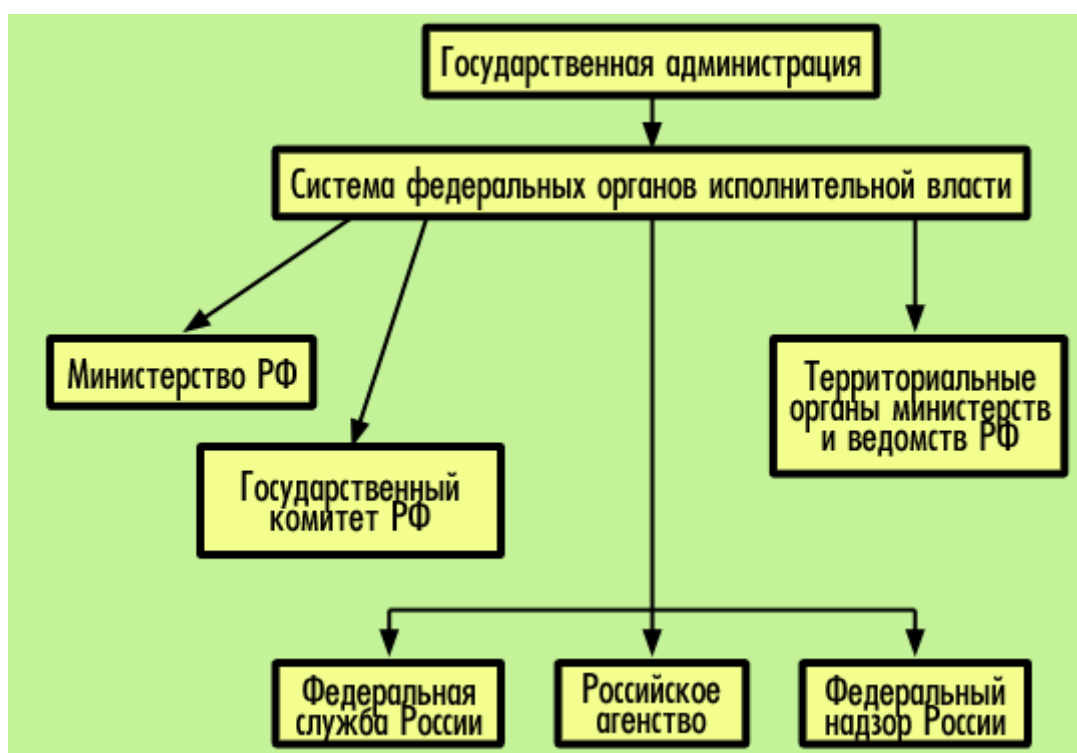 Государственная администрация
Система федеральных органов исполнительной власти
Министерство РФ
Территориальные
органы министерств
и ведомств РФ
Государственный
комитет РФ
Федеральная
служба России
Российское
агенство
Федеральный
надзор России